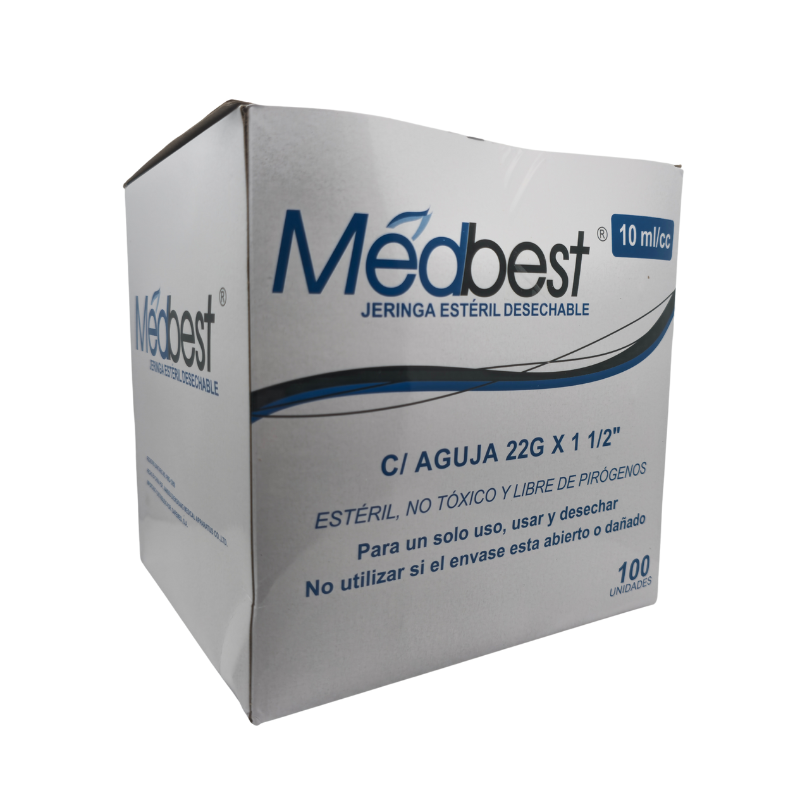 Medbest®
10 ml/cc
JERINGA ESTÉRIL DESECHABLE
C/ AGUJA 22G X 1 1/2"
ESTÉRIL, NO TÓXICO Y LIBRE DE PIRÓGENOS
Para un solo uso, usar y desechar
No utilizar si el envase esta abierto o dañado
100
UNIDADES
Medbest®
JERINGA ESTÉRIL DESECHABLE